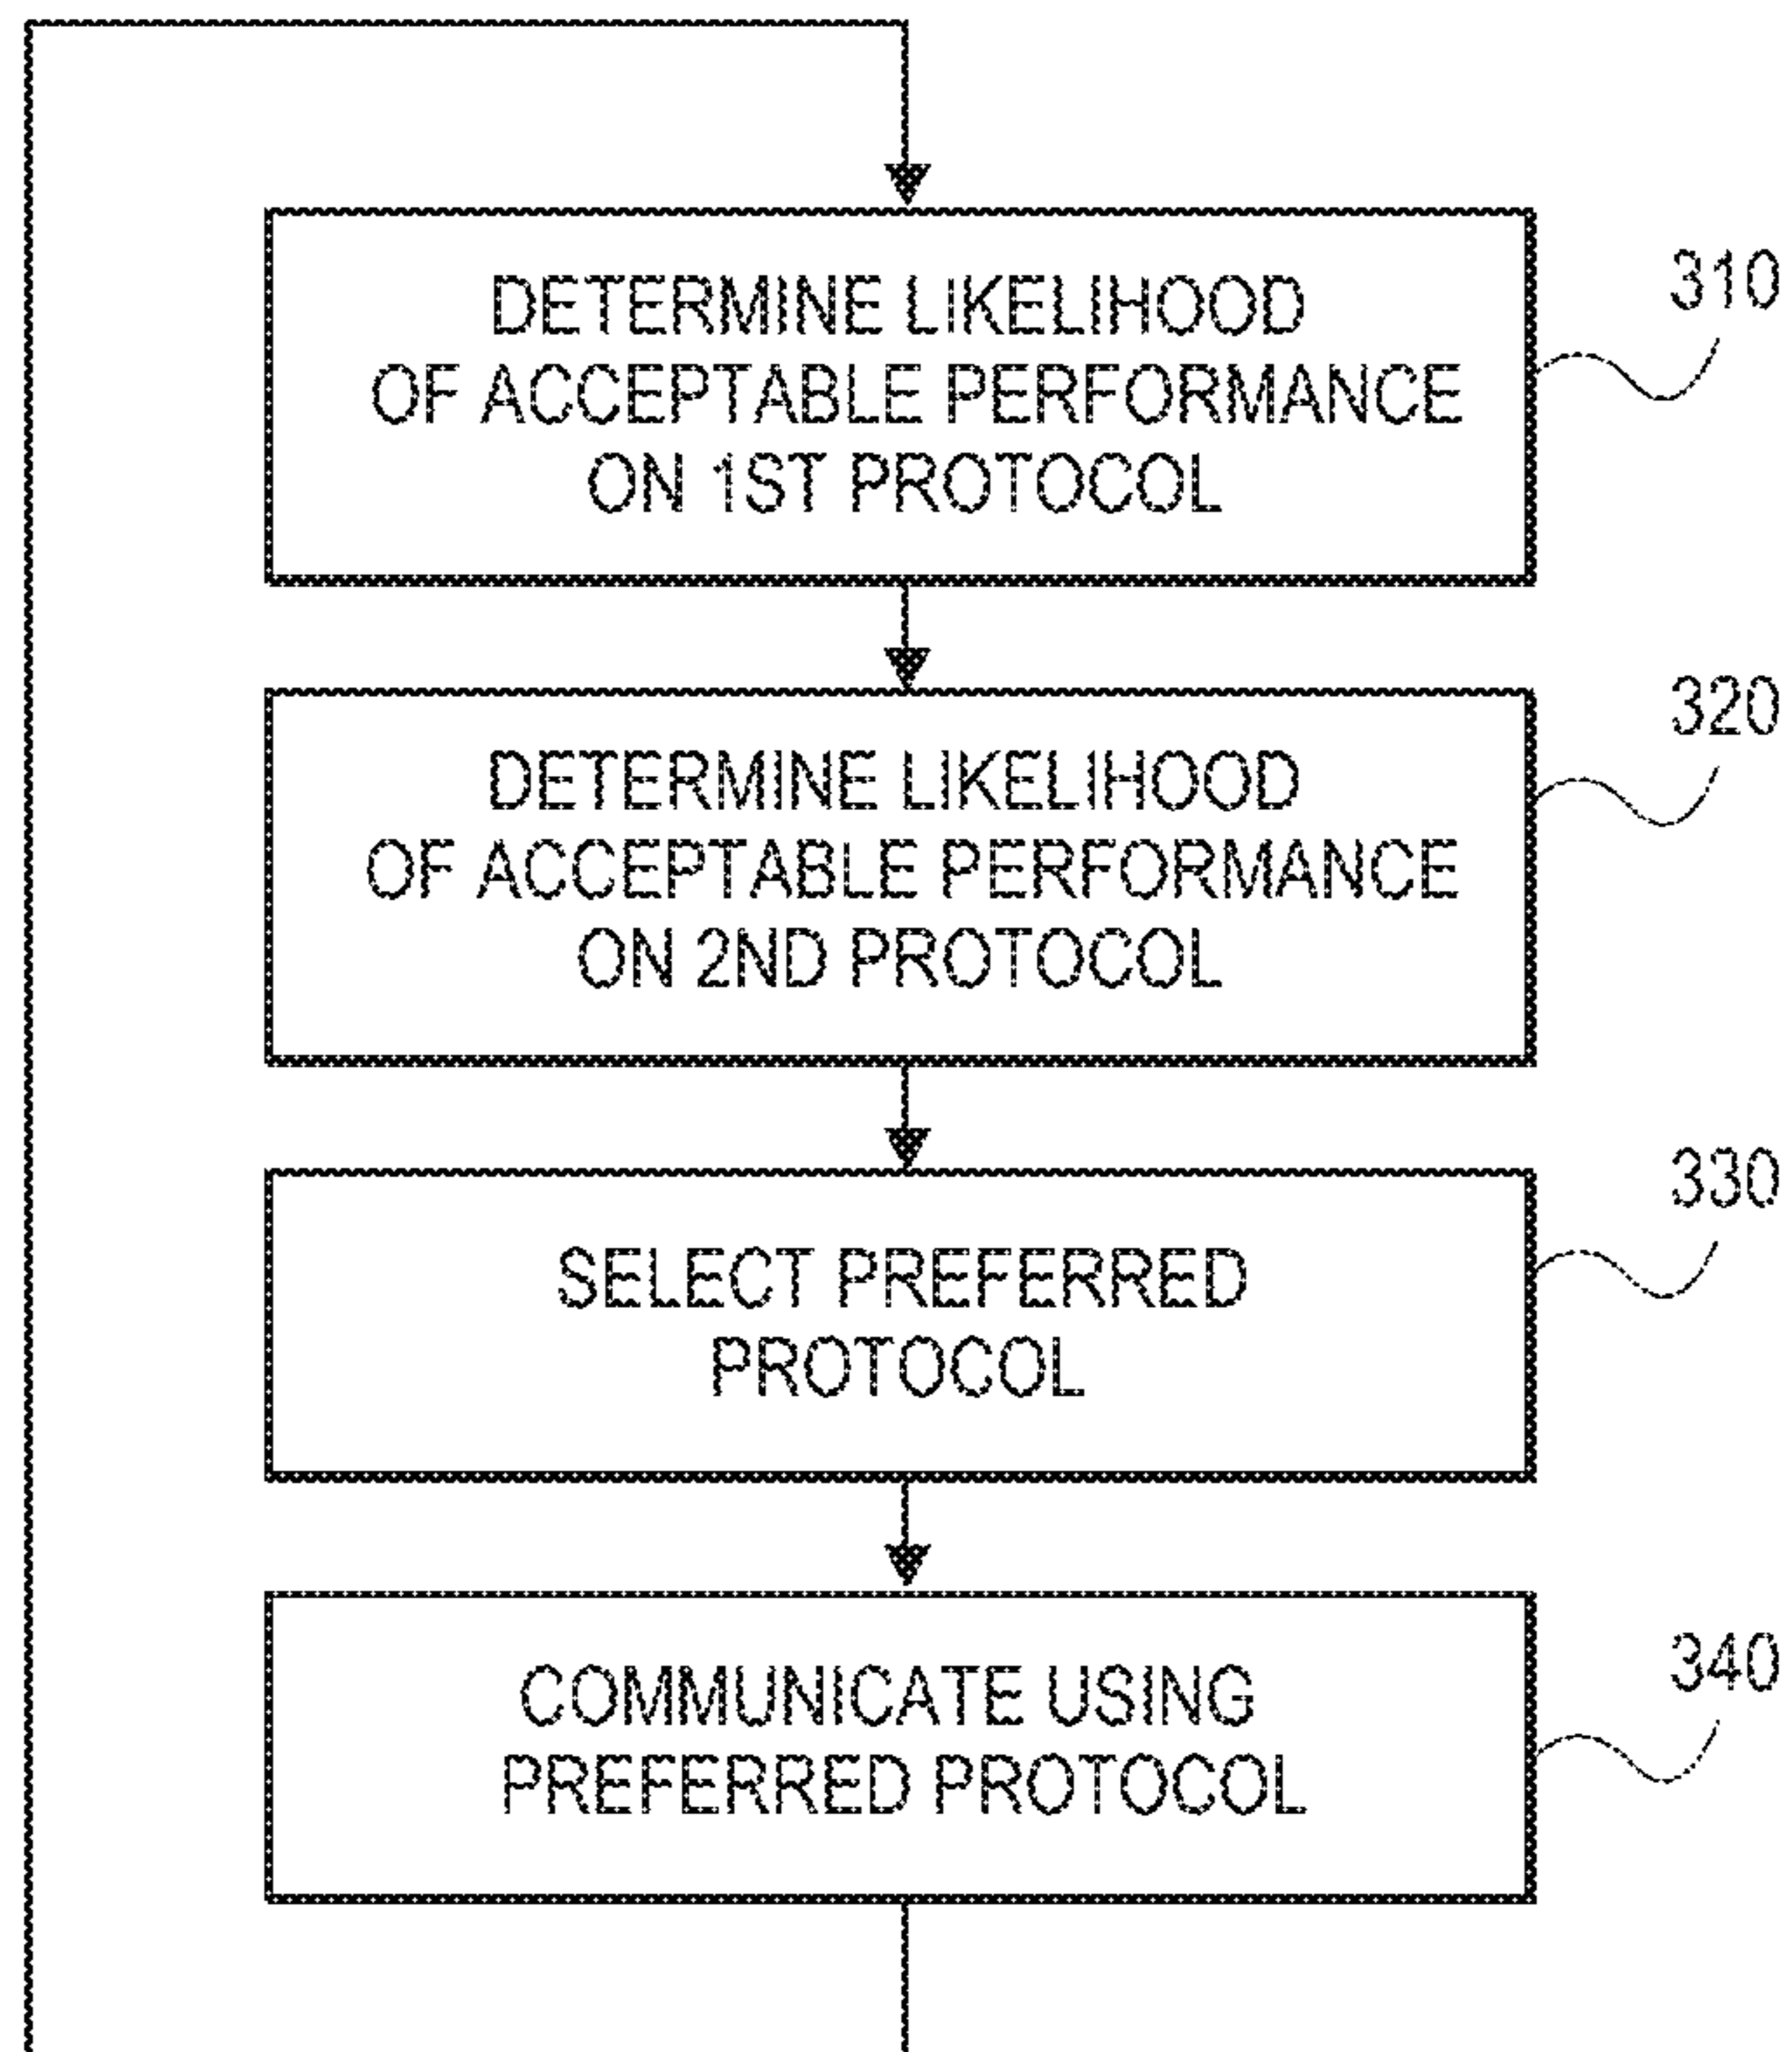 310
DETERMINE LIKELIHOOD
OF ACCEPTABLE PERFORMANCE
ON 1ST PROTOCOL
320
DETERMINE LIKELIHOOD
OF ACCEPTABLE PERFORMANCE
ON 2ND PROTOCOL
330
SELECT PREFERRED
PROTOCOL
340
COMMUNICATE USING
PREFERRED PROTOCOL